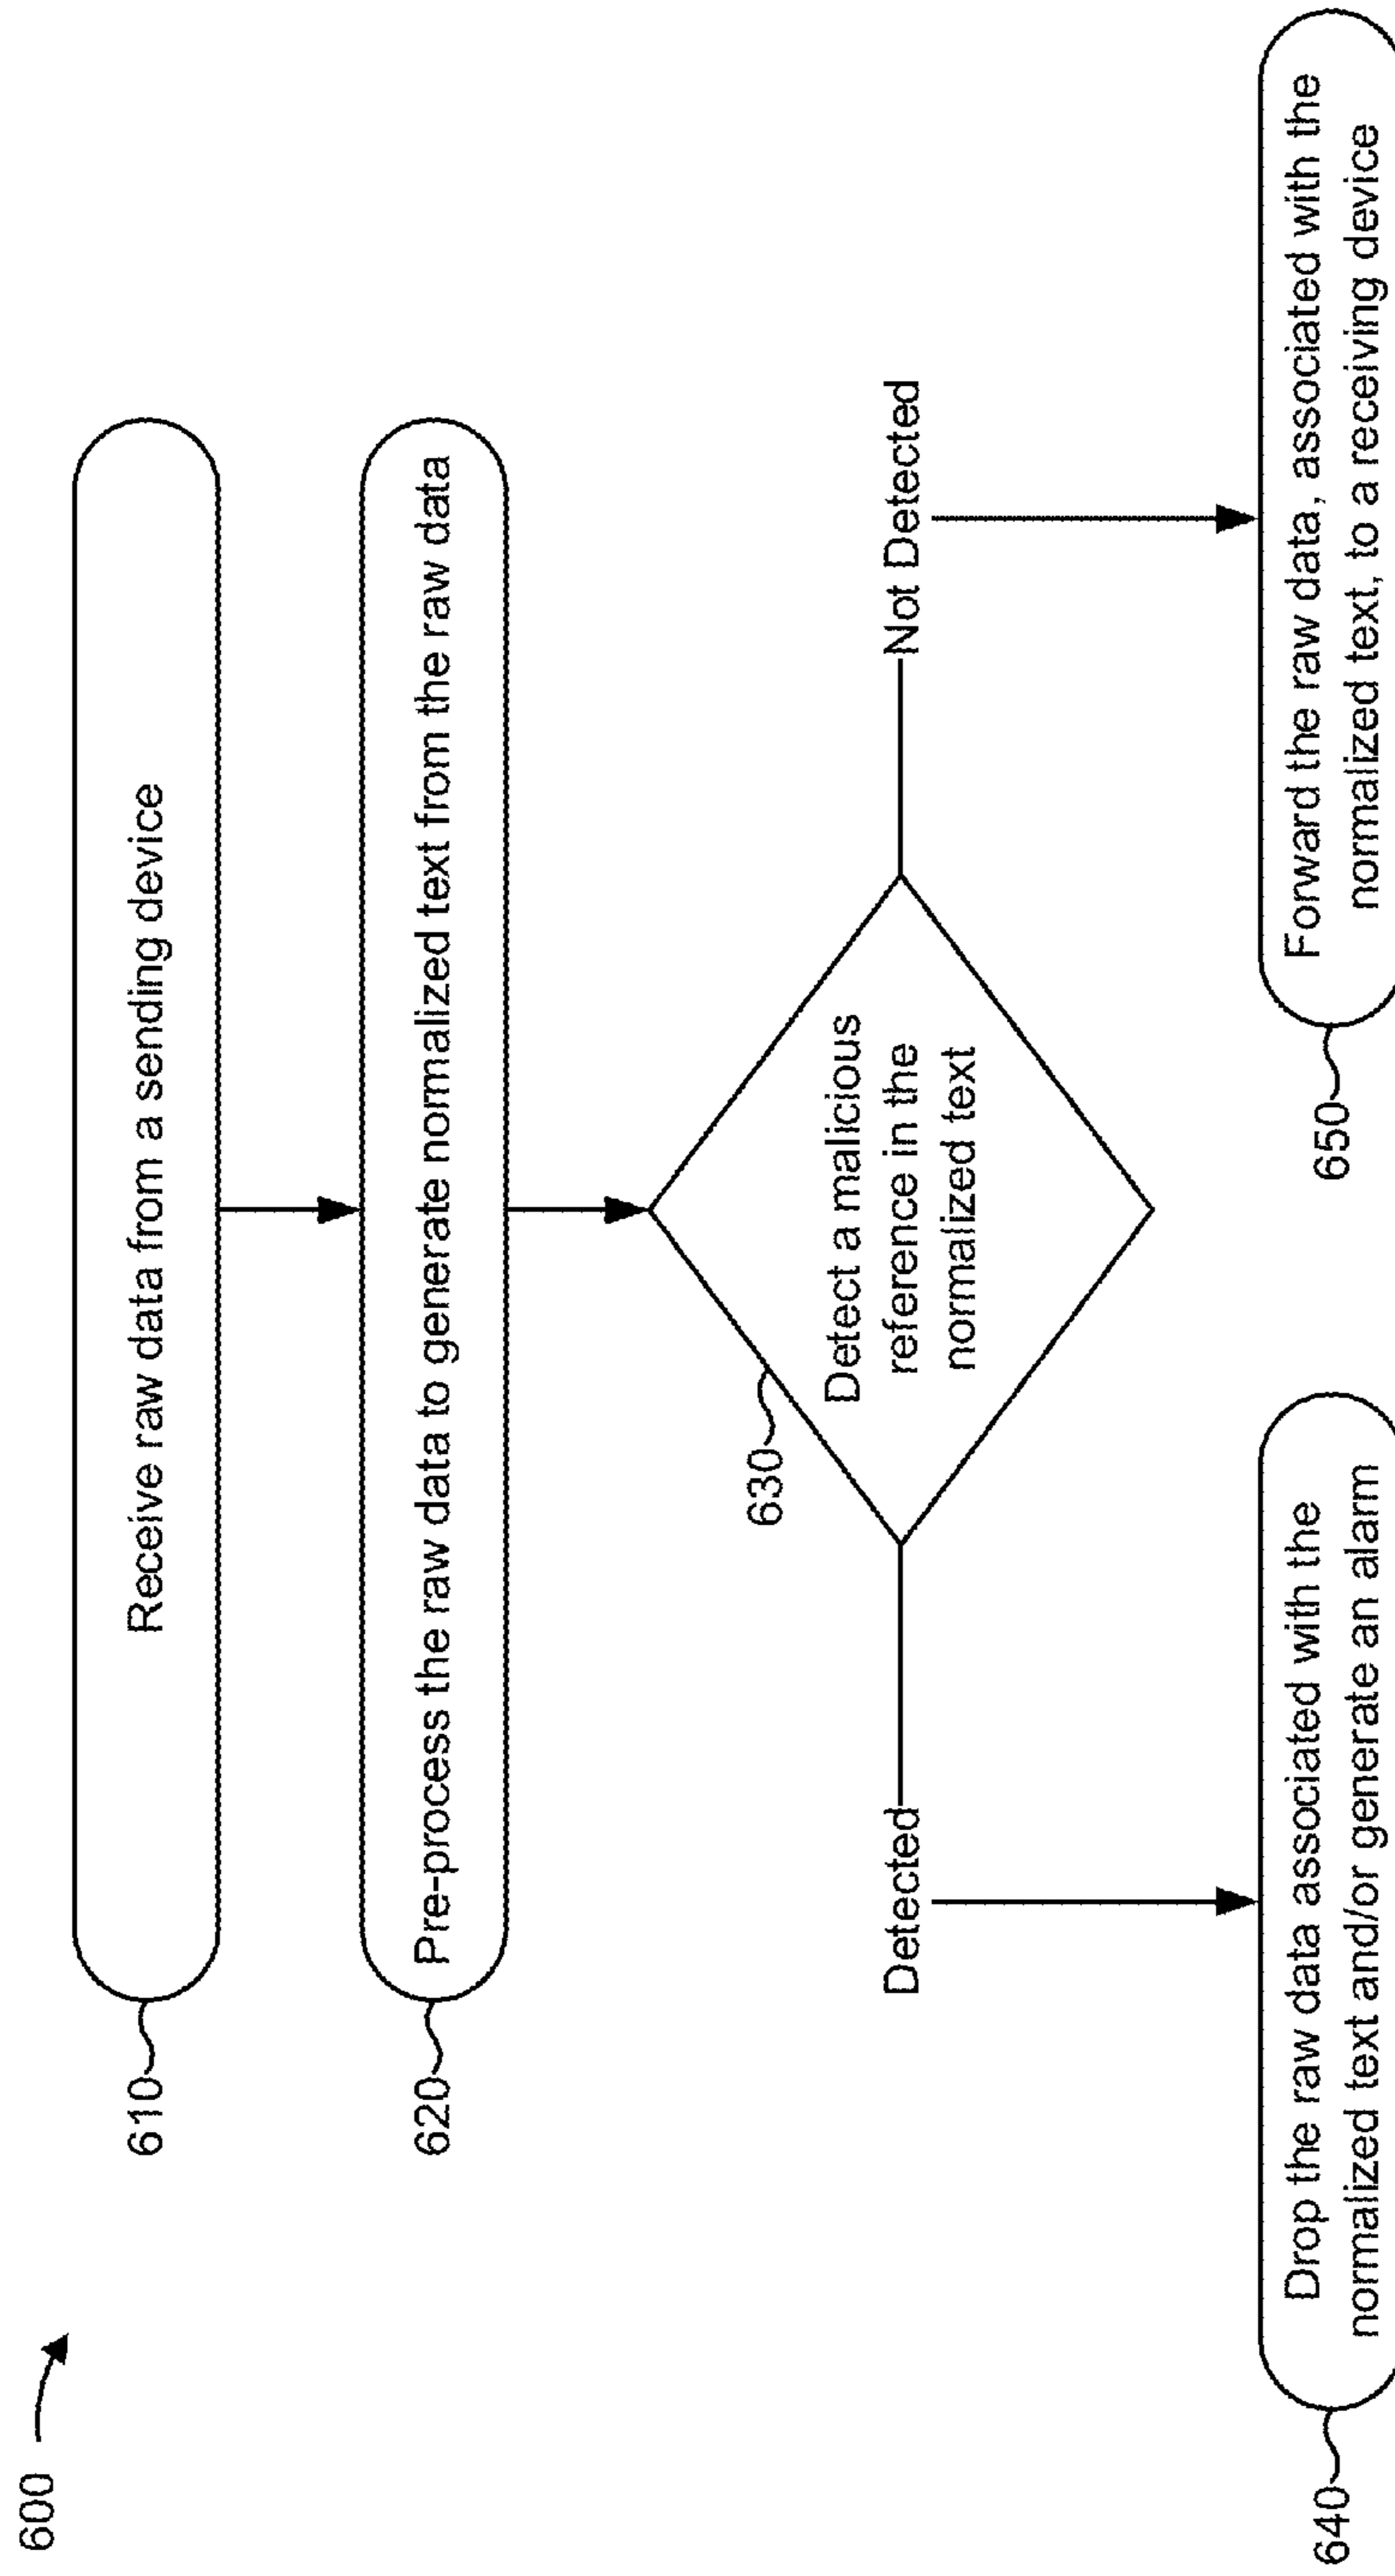 600
610
Receive raw data from a sending device
620
Pre-process the raw data to generate normalized text from the raw data
630
Detect a malicious
reference in the
normalized text
Detected
Not Detected
640
Drop the raw data associated with the
normalized text and/or generate an alarm
650
Forward the raw data, associated with the
normalized text, to a receiving device